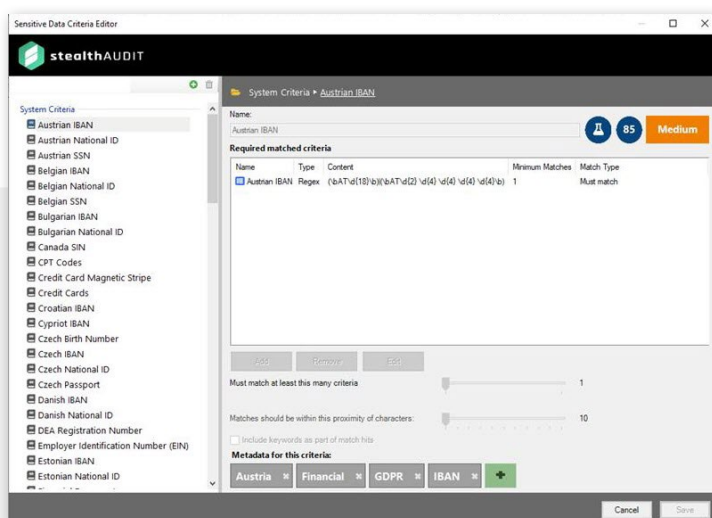 Sensitive Data Criteria Editor
stealthAUDIT
System Criteria ▸ Austrian IBAN
System Criteria
Austrian IBAN
Austrian National ID
Austrian SSN
Belgian IBAN
Belgian National ID
Belgian SSN
Bulgarian IBAN
Bulgarian National ID
Canada SIN
CPT Codes
Credit Card Magnetic Stripe
Credit Cards
Croatian IBAN
Cypriot IBAN
Czech Birth Number
Czech IBAN
Czech National ID
Czech Passport
Danish IBAN
Danish National ID
DEA Registration Number
Employer Identification Number (EIN)
Estonian IBAN
Estonian National ID
Name:
Austrian IBAN
85 Medium
Required matched criteria
Name Type Content Minimum Matches Match Type
Austrian IBAN Regex (\bAT\d{18}\b)|(\bAT\d{2} \d{4} \d{4} \d{4} \d{4}\b) 1 Must match
Add Remove Edit
Must match at least this many criteria 1
Matches should be within this proximity of characters: 10
Include keywords as part of match hits
Metadata for this criteria:
Austria Financial GDPR IBAN
Cancel Save